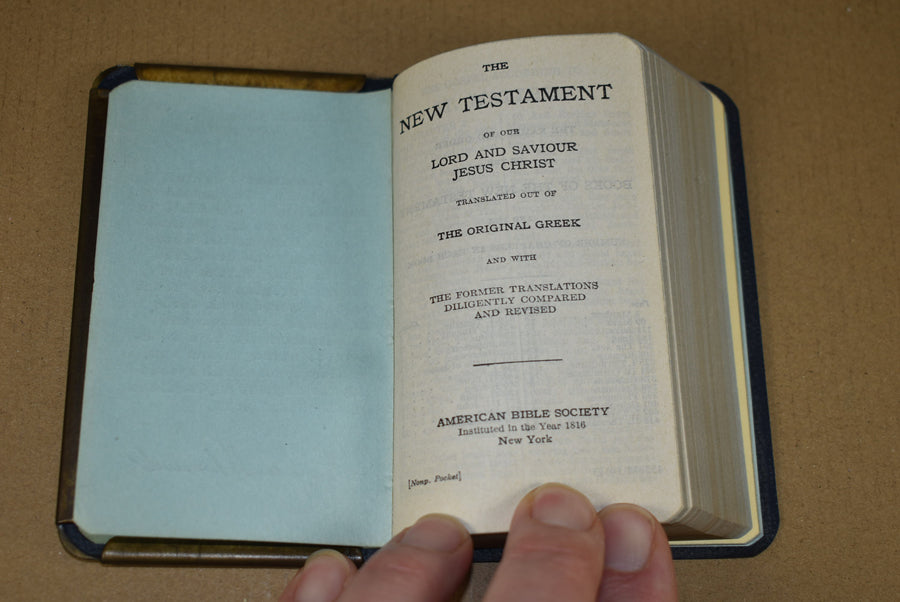 THE
NEW TESTAMENT
OF OUR
LORD AND SAVIOUR
JESUS CHRIST
TRANSLATED OUT OF
THE ORIGINAL GREEK
AND WITH
THE FORMER TRANSLATIONS
DILIGENTLY COMPARED
AND REVISED
AMERICAN BIBLE SOCIETY
Instituted in the Year 1816
New York
[Nonp. Pocket]